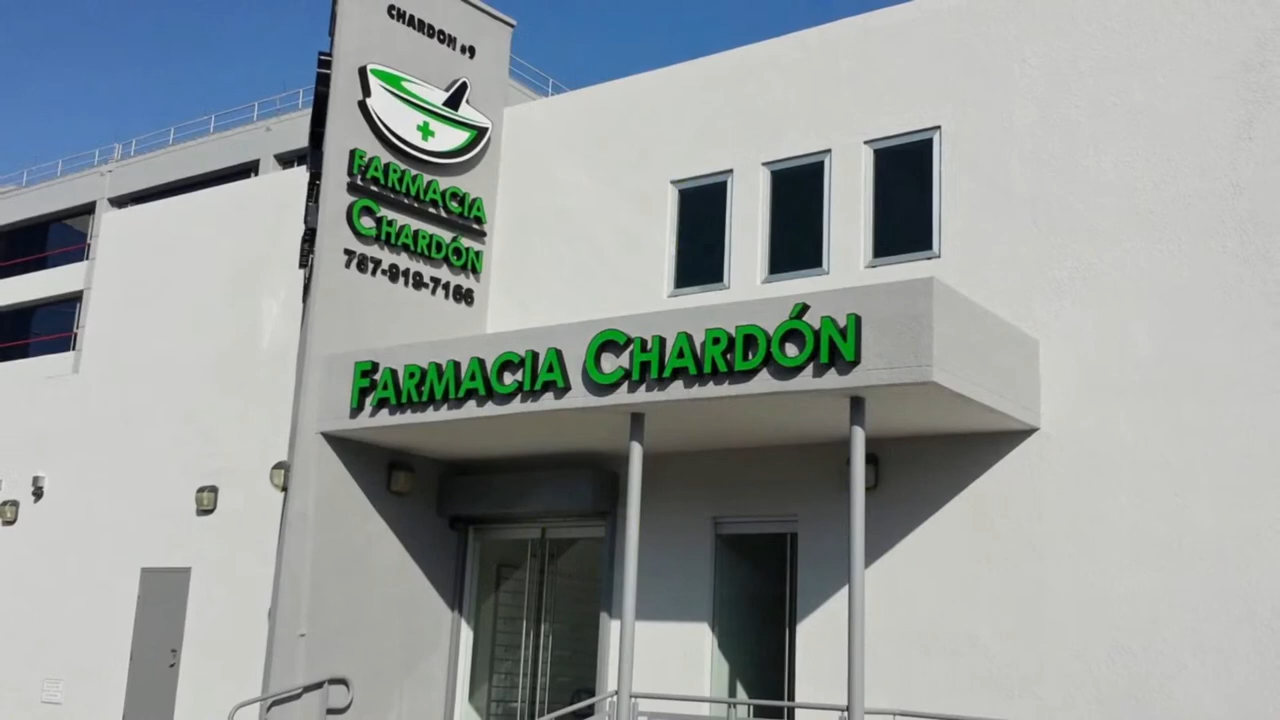 CHARDON #9
FARMACIA
CHARDÓN
787-919-7166
FARMACIA CHARDÓN